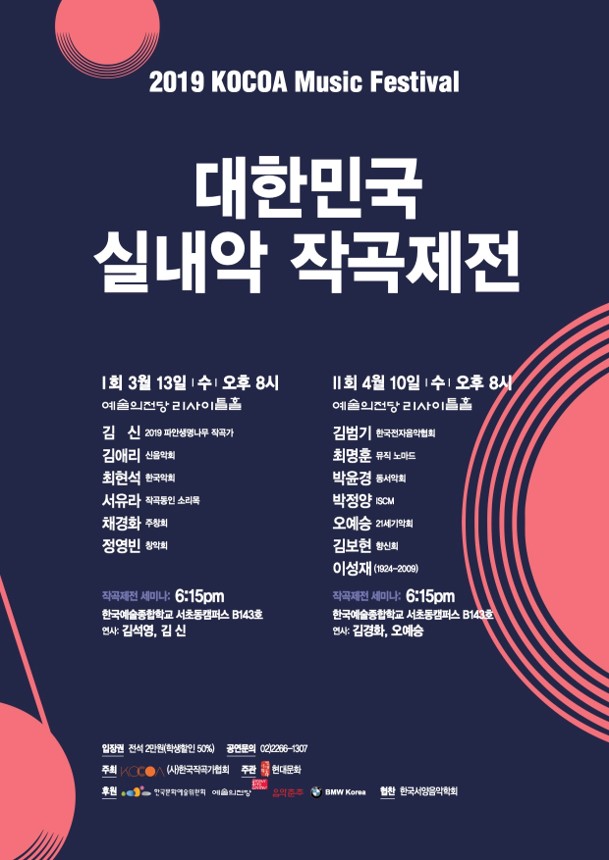 2019 KOCOA Music Festival
대한민국
실내악 작곡제전
I회 3월 13일 | 수 | 오후 8시
예술의전당 리사이틀홀
김 신 2019 파안생명나무 작곡가
김애리 신음악회
최현석 한국악회
서유라 작곡동인 소리목
채경화 주창회
정영빈 창악회
작곡제전 세미나: 6:15pm
한국예술종합학교 서초동캠퍼스 B143호
연사: 김석영, 김 신
II회 4월 10일 | 수 | 오후 8시
예술의전당 리사이틀홀
김범기 한국전자음악협회
최명훈 뮤직 노마드
박윤경 동서악회
박정양 ISCM
오예승 21세기악회
김보현 향신회
이성재 (1924-2009)
작곡제전 세미나: 6:15pm
한국예술종합학교 서초동캠퍼스 B143호
연사: 김경화, 오예승
입장권 전석 2만원(학생할인 50%) 공연문의 02)2266-1307
주최 KOCOA (사)한국작곡가협회 주관 현대문화
후원 한국문화예술위원회 예술의전당 음악춘추 BMW Korea 협찬 한국서양음악학회